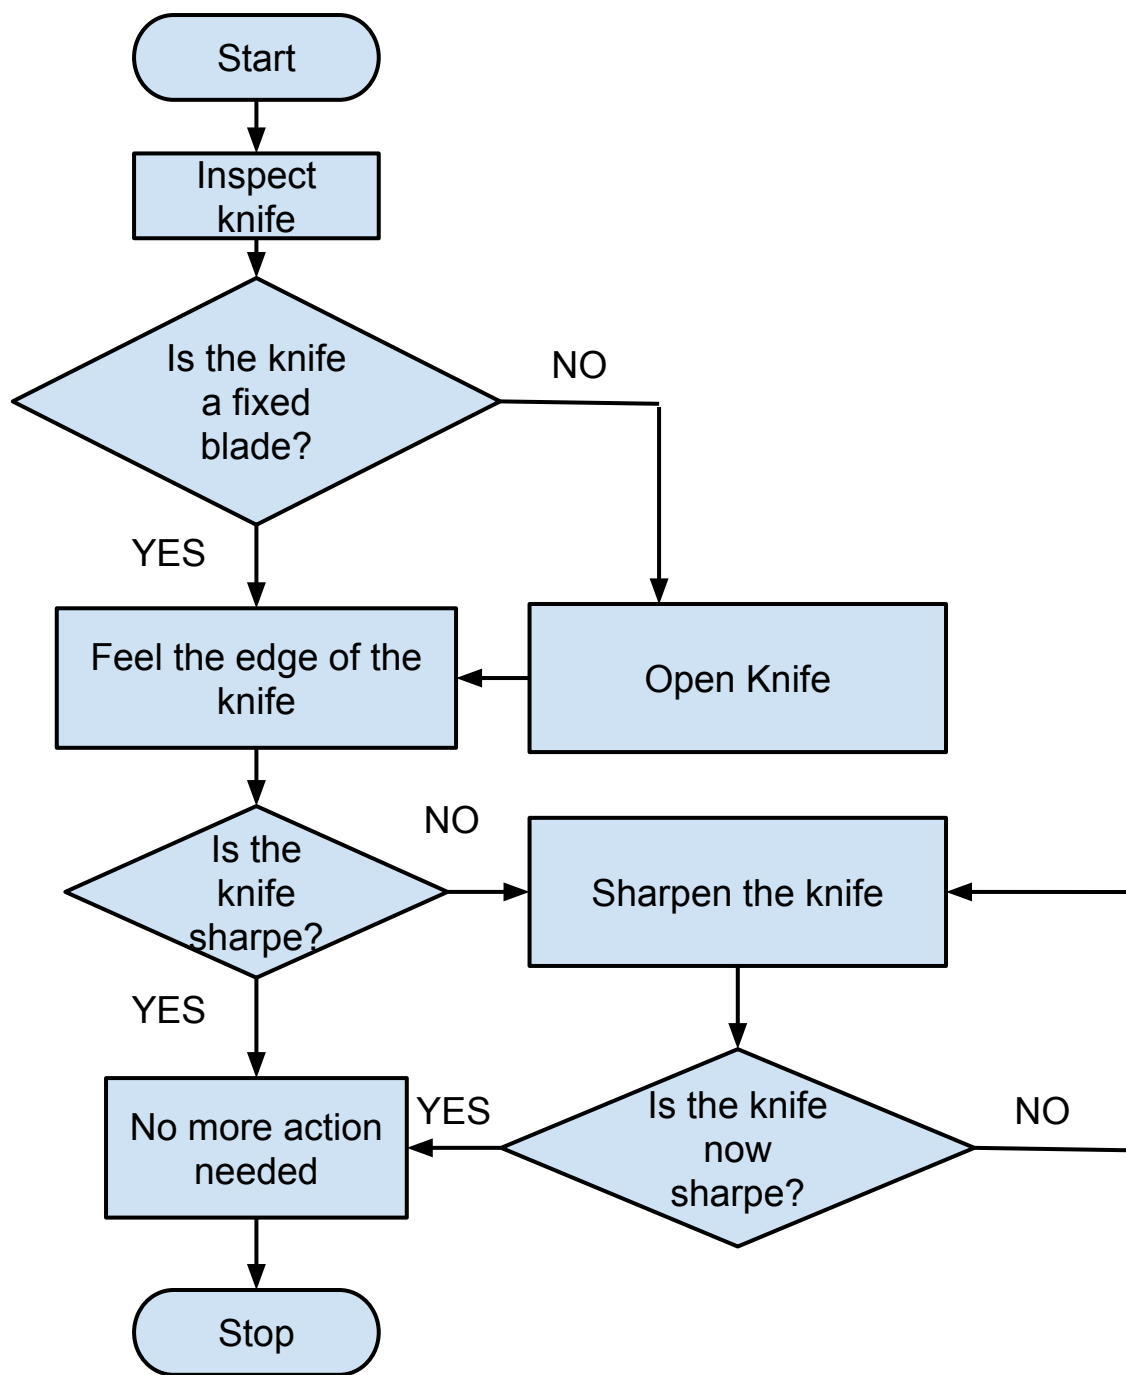 Start
Inspect
knife
Is the knife
a fixed
blade?
NO
YES
Feel the edge of the
knife
Open Knife
Is the
knife
sharpe?
NO
Sharpen the knife
YES
No more action
needed
YES
Is the knife
now
sharpe?
NO
Stop